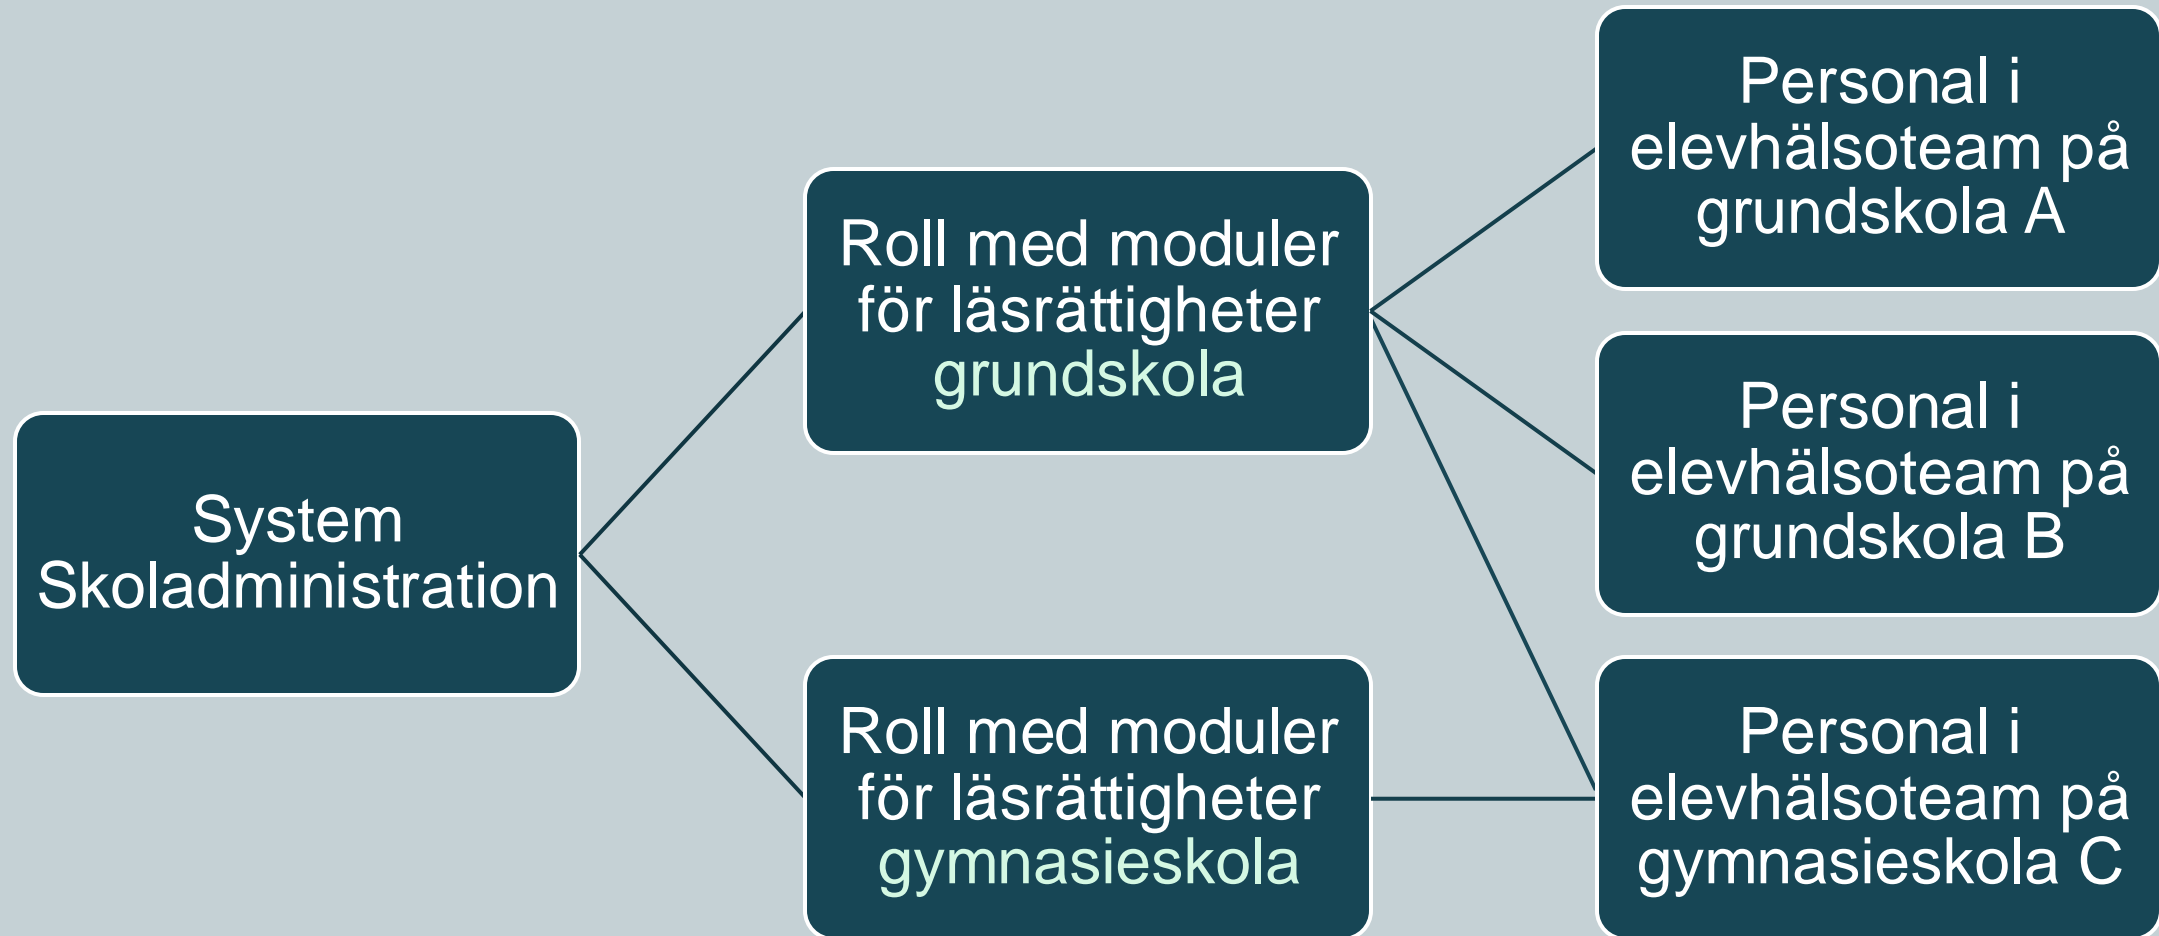 System
Skoladministration
Roll med moduler
för läsrättigheter
grundskola
Roll med moduler
för läsrättigheter
gymnasieskola
Personal i
elevhälsoteam på
grundskola A
Personal i
elevhälsoteam på
grundskola B
Personal i
elevhälsoteam på
gymnasieskola C